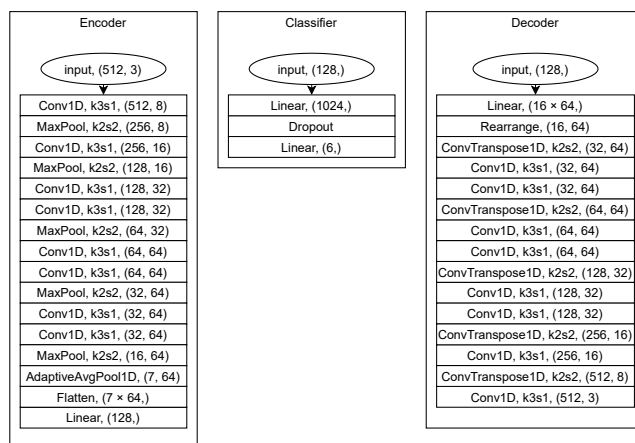 Encoder
input, (512, 3)
Conv1D, k3s1, (512, 8)
MaxPool, k2s2, (256, 8)
Conv1D, k3s1, (256, 16)
MaxPool, k2s2, (128, 16)
Conv1D, k3s1, (128, 32)
Conv1D, k3s1, (128, 32)
MaxPool, k2s2, (64, 32)
Conv1D, k3s1, (64, 64)
Conv1D, k3s1, (64, 64)
MaxPool, k2s2, (32, 64)
Conv1D, k3s1, (32, 64)
Conv1D, k3s1, (32, 64)
MaxPool, k2s2, (16, 64)
AdaptiveAvgPool1D, (7, 64)
Flatten, (7 × 64,)
Linear, (128,)
Classifier
input, (128,)
Linear, (1024,)
Dropout
Linear, (6,)
Decoder
input, (128,)
Linear, (16 × 64,)
Rearrange, (16, 64)
ConvTranspose1D, k2s2, (32, 64)
Conv1D, k3s1, (32, 64)
Conv1D, k3s1, (32, 64)
ConvTranspose1D, k2s2, (64, 64)
Conv1D, k3s1, (64, 64)
Conv1D, k3s1, (64, 64)
ConvTranspose1D, k2s2, (128, 32)
Conv1D, k3s1, (128, 32)
Conv1D, k3s1, (128, 32)
ConvTranspose1D, k2s2, (256, 16)
Conv1D, k3s1, (256, 16)
ConvTranspose1D, k2s2, (512, 8)
Conv1D, k3s1, (512, 3)